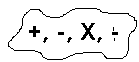 +, -, X, ÷